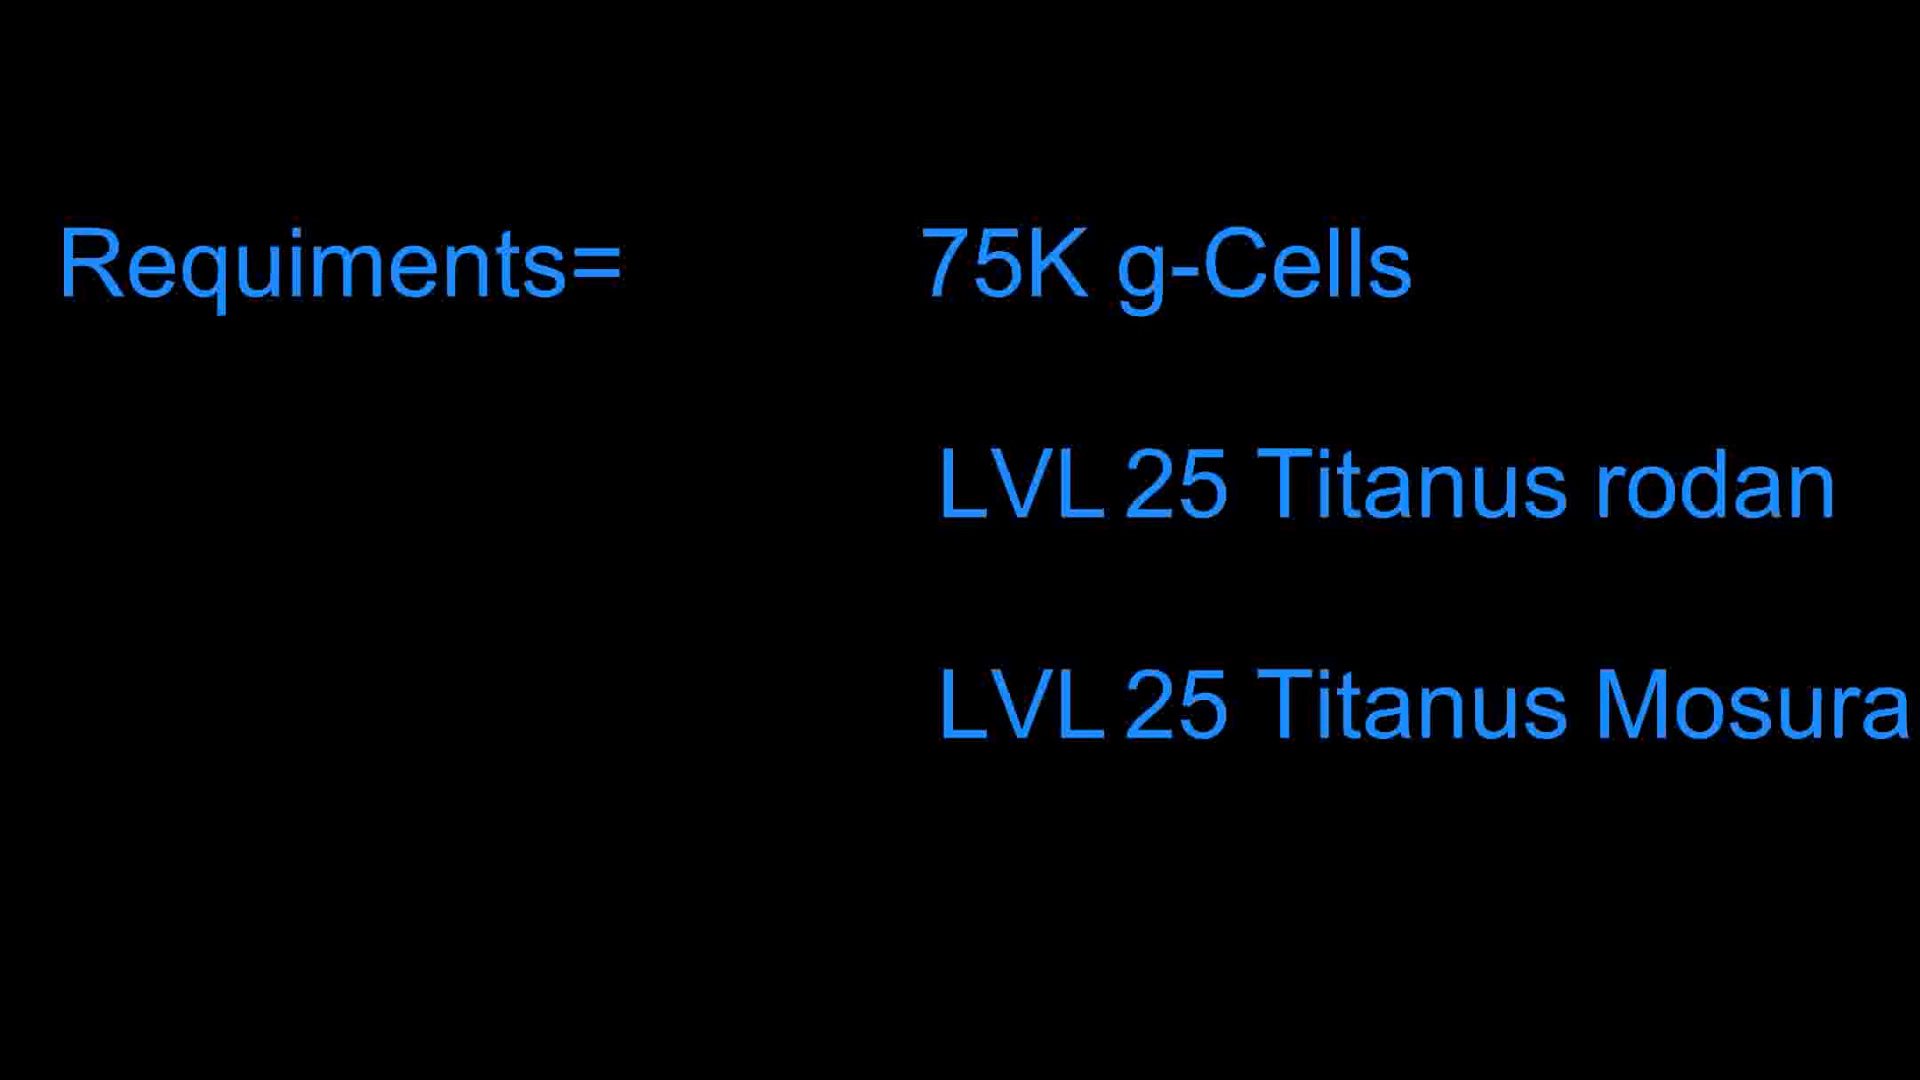 Requiments= 75K g-Cells
LVL 25 Titanus rodan
LVL 25 Titanus Mosura